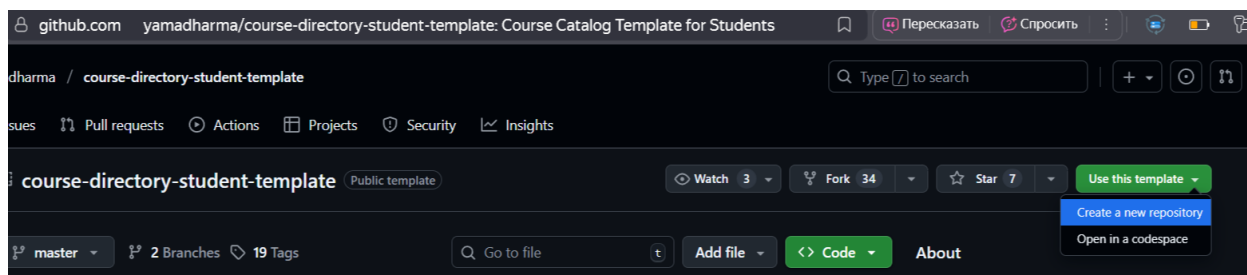 github.com yamadharma/course-directory-student-template: Course Catalog Template for Students Пересказать Спросить
dharma / course-directory-student-template Type / to search
sues Pull requests Actions Projects Security Insights
course-directory-student-template Public template Watch 3 Fork 34 Star 7 Use this template
Create a new repository
master 2 Branches 19 Tags Go to file t Add file <> Code About Open in a codespace